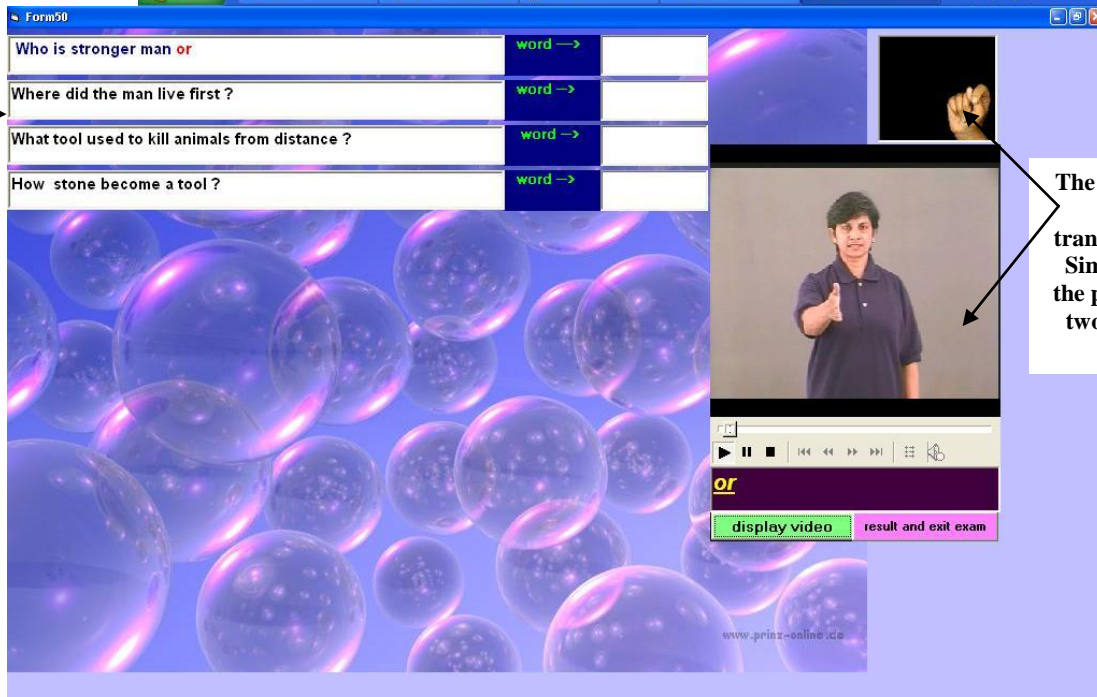 Form50
Who is stronger man or
word —>
Where did the man live first ?
word —>
What tool used to kill animals from distance ?
word —>
How stone become a tool ?
word —>
The
tran
Sin
the p
two
or
display video
result and exit exam
www.prinz-online.de